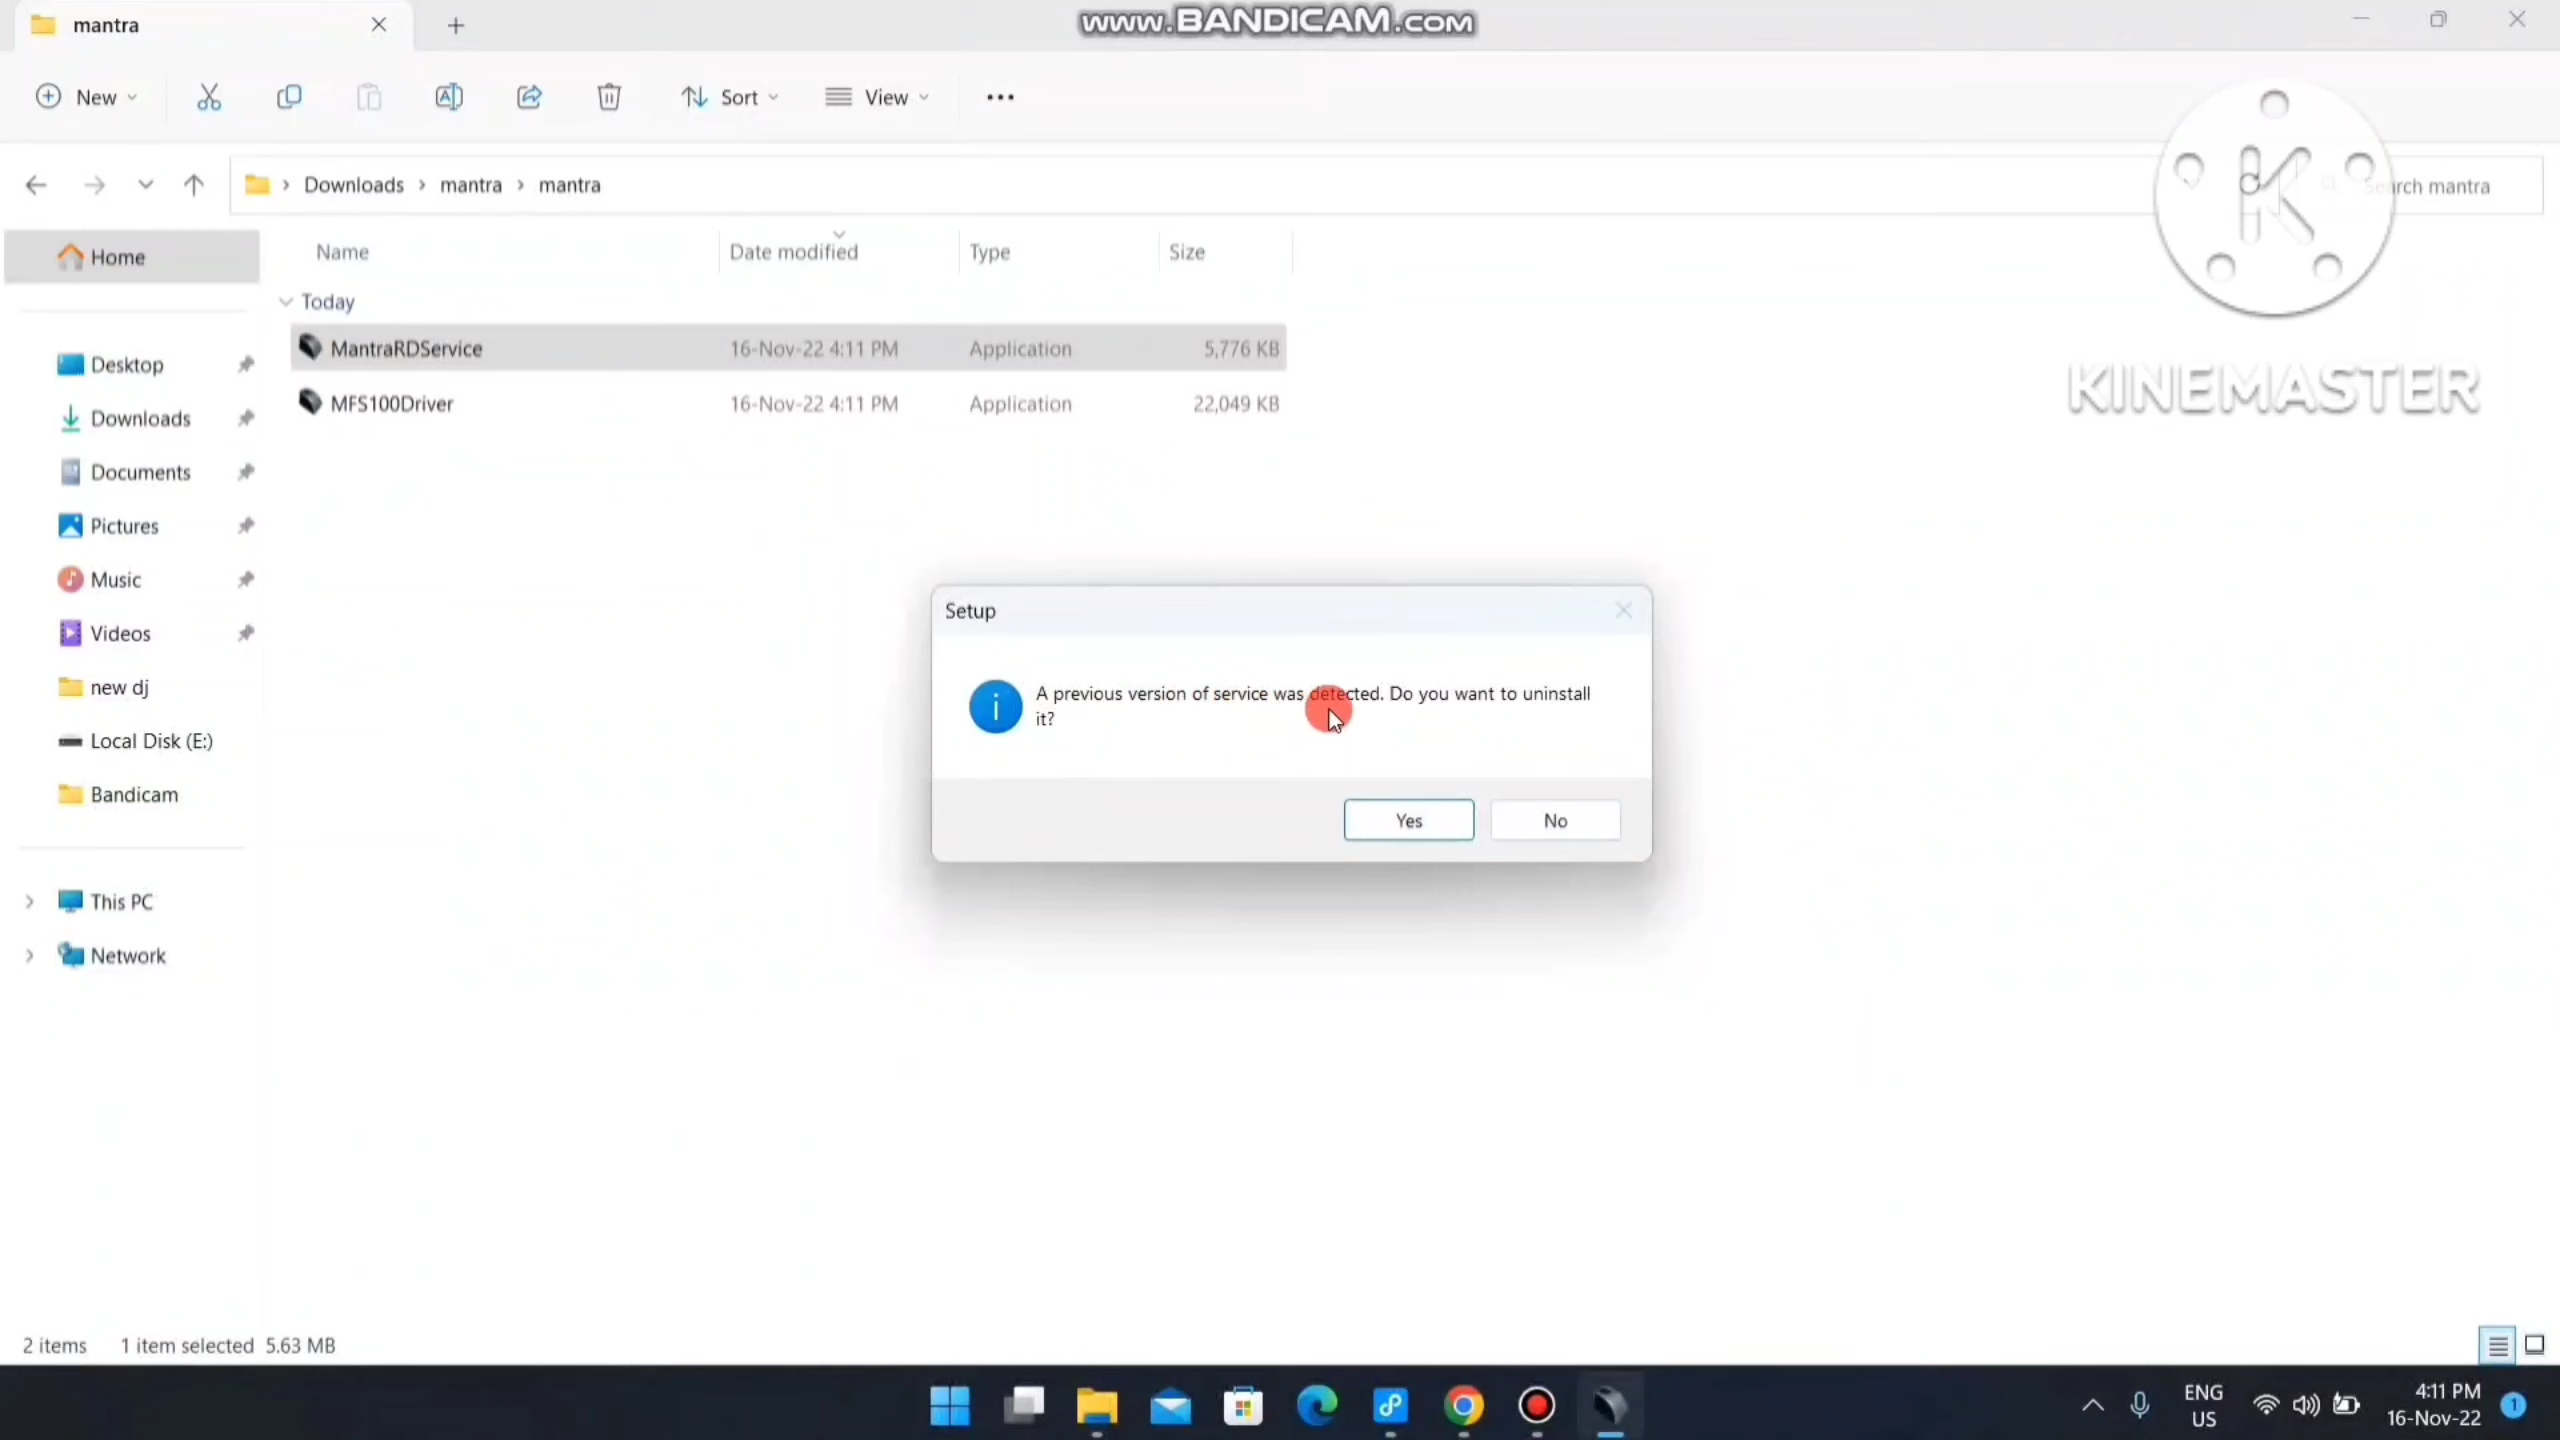 mantra
www.BANDICAM.com
New
Sort
View
Downloads
mantra
mantra
Search mantra
KINEMASTER
Name
Date modified
Type
Size
Today
MantraRDService
16-Nov-22 4:11 PM
Application
5,776 KB
MFS100Driver
16-Nov-22 4:11 PM
Application
22,049 KB
Home
Desktop
Downloads
Documents
Pictures
Music
Videos
new dj
Local Disk (E:)
Bandicam
This PC
Network
Setup
A previous version of service was detected. Do you want to uninstall
it?
Yes
No
2 items
1 item selected 5.63 MB
ENG
US
4:11 PM
16-Nov-22
1